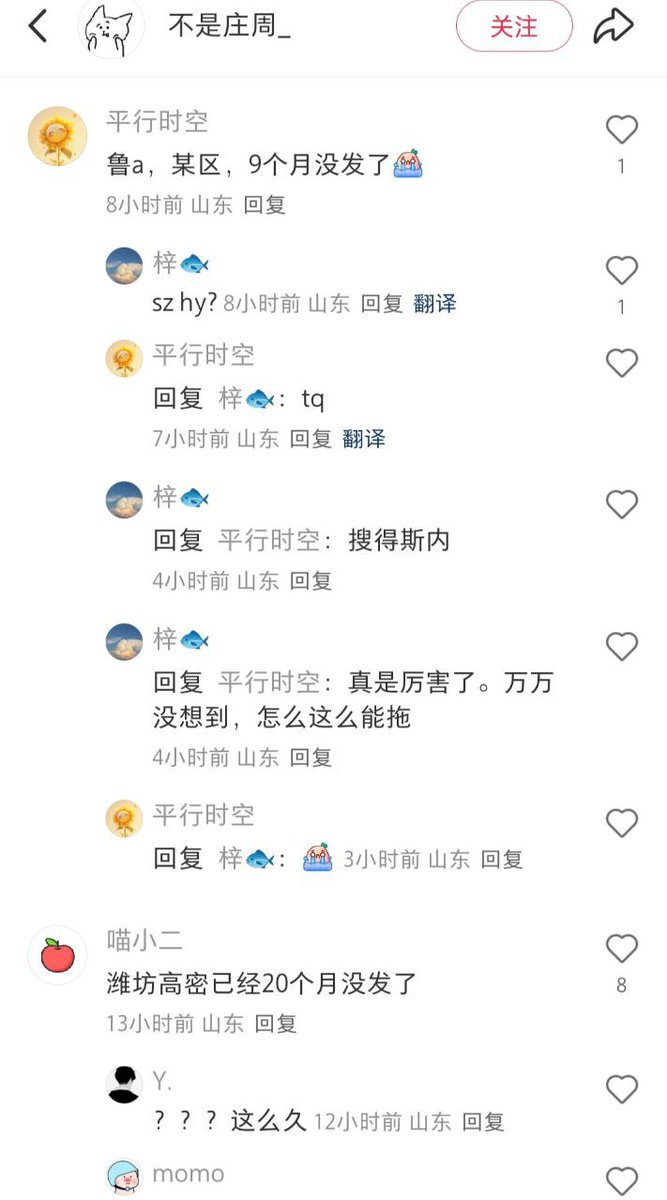 不是庄周_
关注
平行时空
鲁a，某区，9个月没发了
1
8小时前 山东 回复
梓
sz hy? 8小时前 山东 回复 翻译
1
平行时空
回复 梓：tq
7小时前 山东 回复 翻译
梓
回复 平行时空：搜得斯内
4小时前 山东 回复
梓
回复 平行时空：真是厉害了。万万
没想到，怎么这么能拖
4小时前 山东 回复
平行时空
回复 梓： 3小时前 山东 回复
喵小二
潍坊高密已经20个月没发了
8
13小时前 山东 回复
Y.
？？？这么久 12小时前 山东 回复
momo